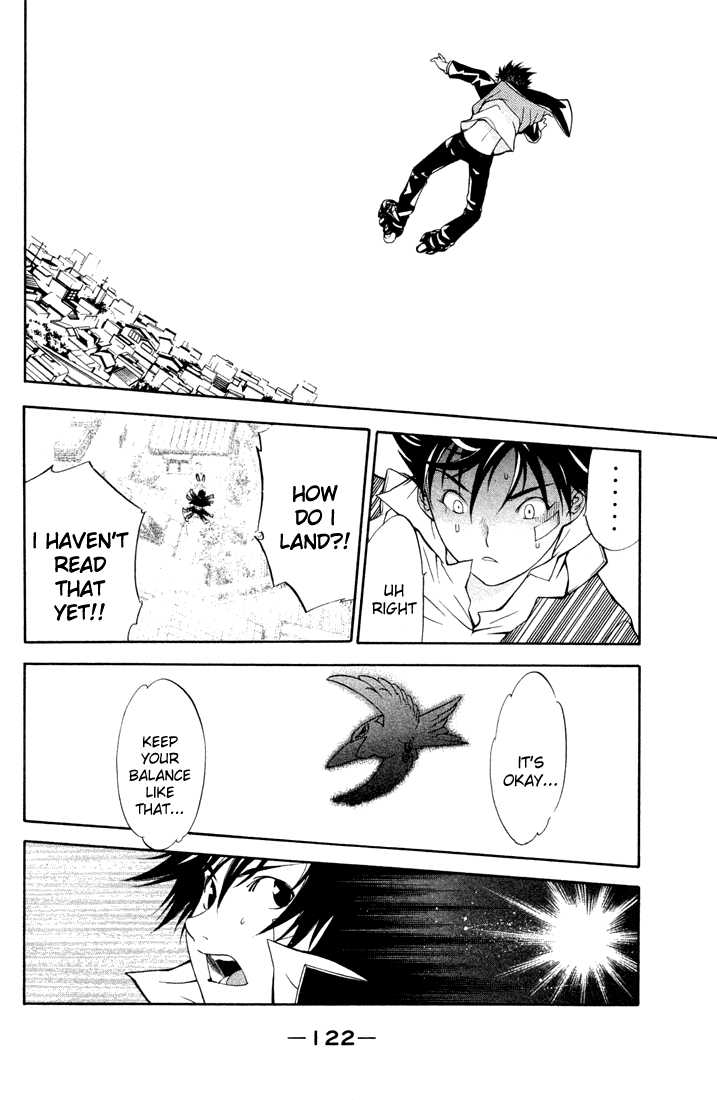 ......
UH
RIGHT
HOW
DO I
LAND?!
I HAVEN'T
READ
THAT
YET!!
IT'S
OKAY...
KEEP
YOUR
BALANCE
LIKE
THAT...
—122—